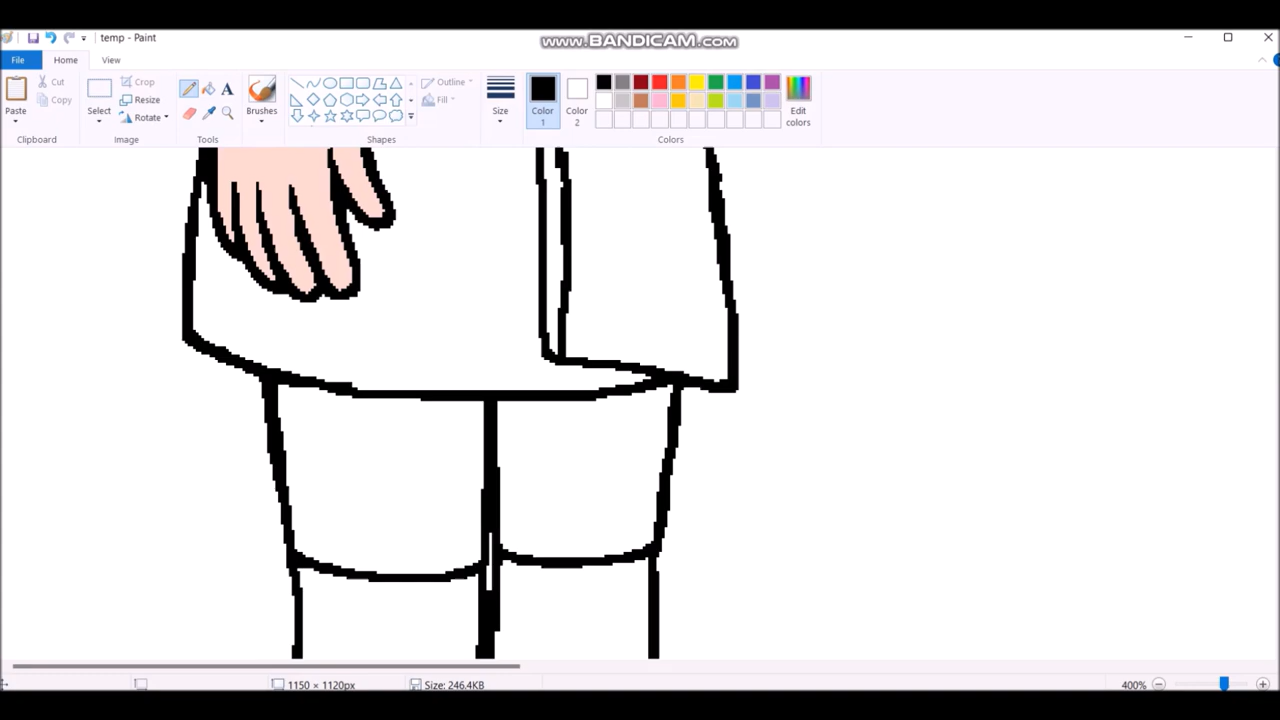 www.BANDICAM.com
temp - Paint
File Home View
Paste Cut Copy
Clipboard
Select Crop Resize Rotate
Image
A
Tools
Brushes
Outline Fill
Shapes
Size
Color 1
Color 2
Edit colors
Colors
1150 × 1120px
Size: 246.4KB
400%